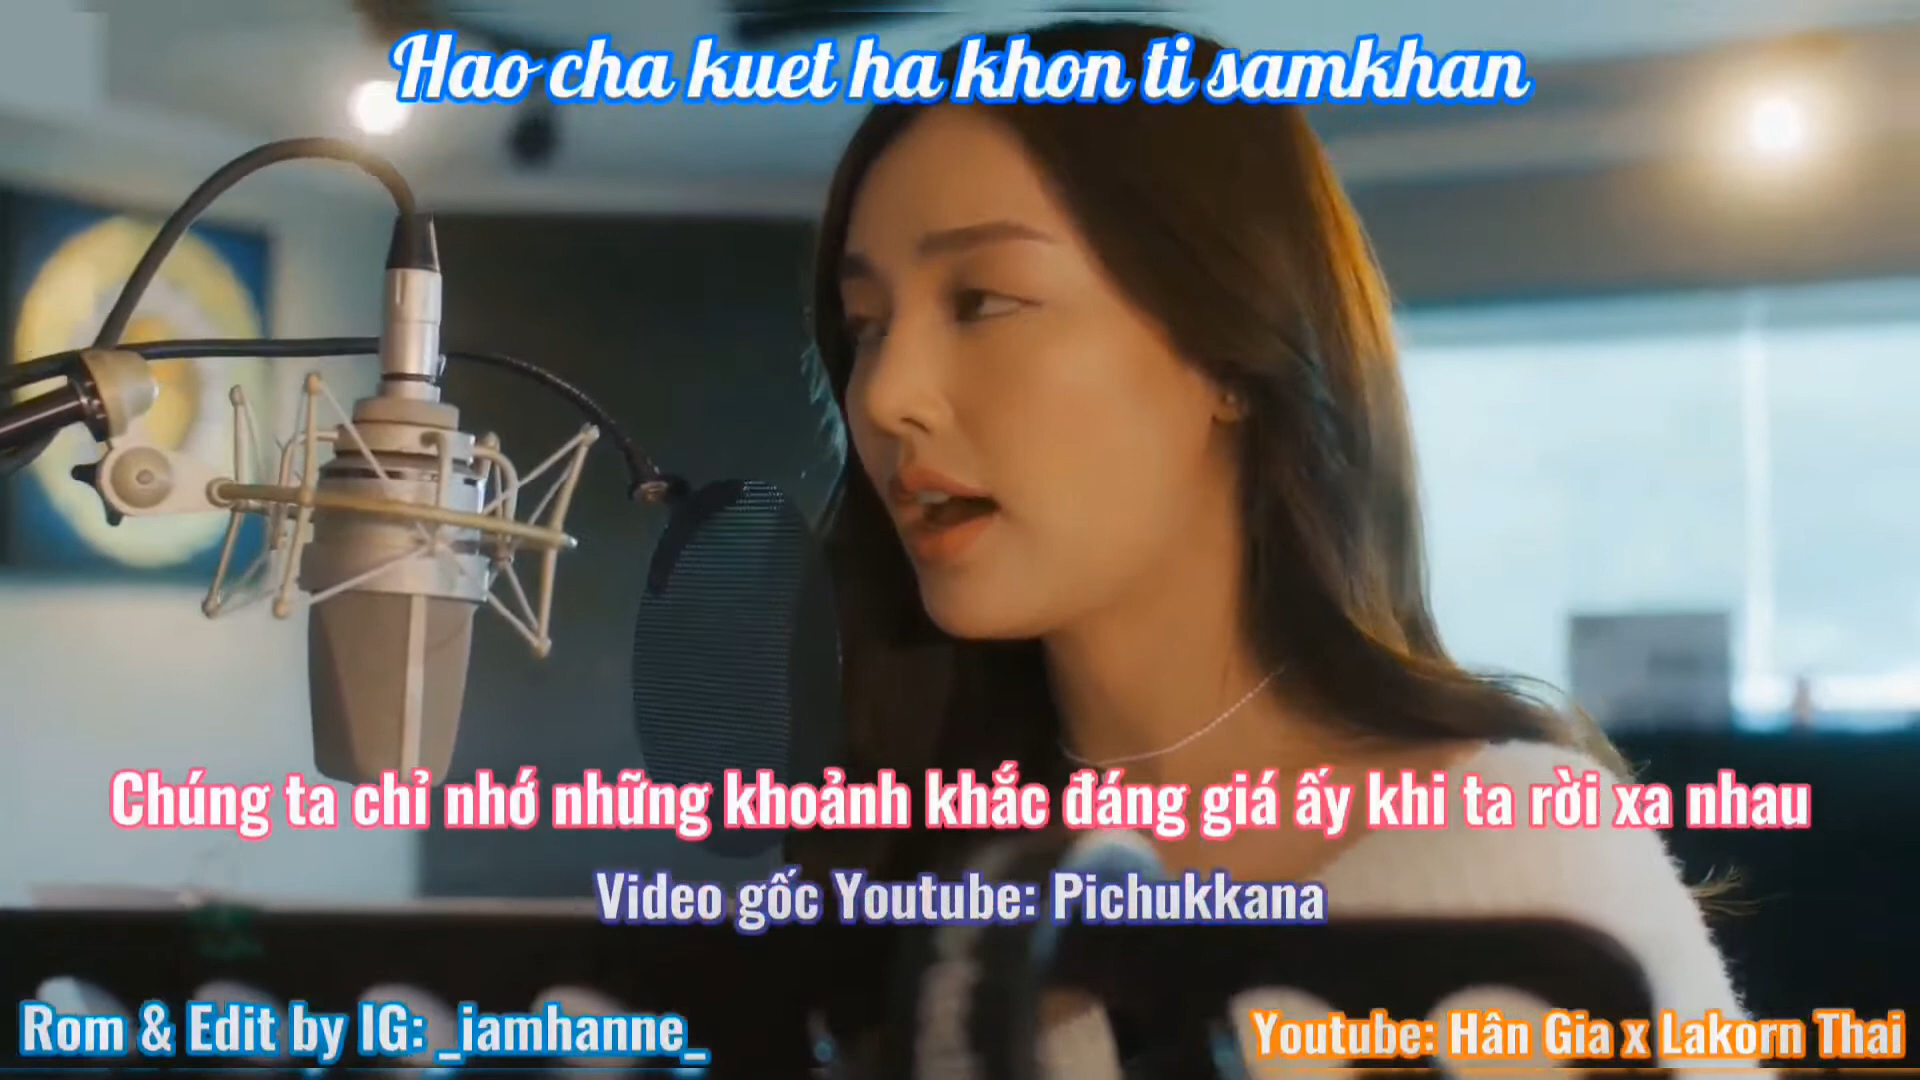 Hao cha kuet ha khon ti samkhan
Chúng ta chỉ nhớ những khoảnh khắc đáng giá ấy khi ta rời xa nhau
Video gốc Youtube: Pichukkana
Rom & Edit by IG: _iamhanne_
Youtube: Hân Gia x Lakorn Thai